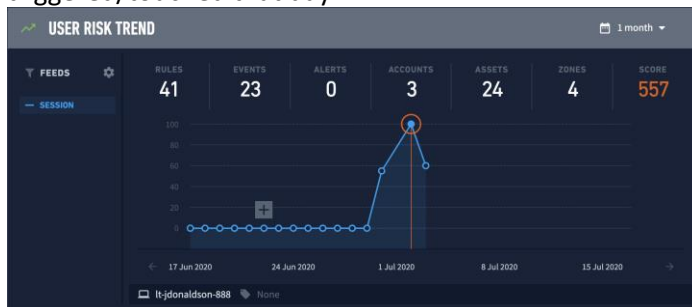 USER RISK TREND
1 month
FEEDS
SESSION
RULES EVENTS ALERTS ACCOUNTS ASSETS ZONES SCORE
41 23 0 3 24 4 557
100
80
60
40
20
0
17 Jun 2020 24 Jun 2020 1 Jul 2020 8 Jul 2020 15 Jul 2020
lt-jdonaldson-888 None